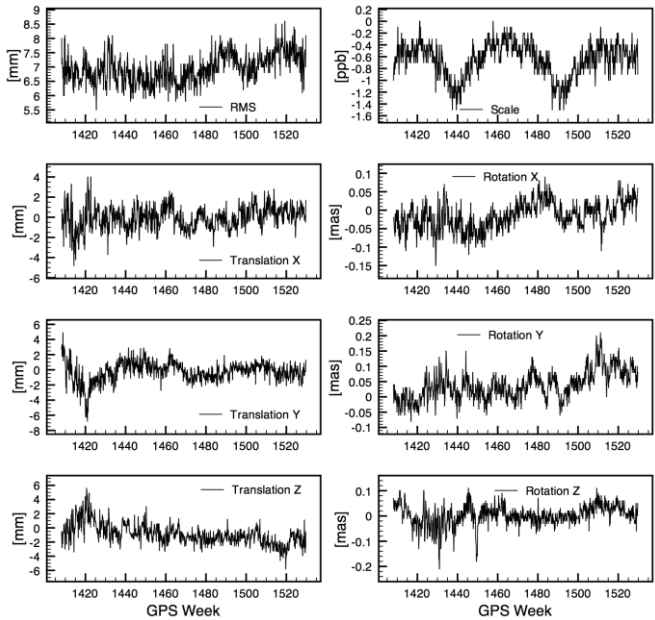 9 8.5 8 7.5 7 6.5 6 5.5
[mm]
RMS
1420 1440 1460 1480 1500 1520
0.2 0 -0.2 -0.4 -0.6 -0.8 -1 -1.2 -1.4 -1.6
[ppb]
Scale
1420 1440 1460 1480 1500 1520
4 2 0 -2 -4 -6
[mm]
Translation X
1420 1440 1460 1480 1500 1520
0.1 0.05 0 -0.05 -0.1 -0.15
[mas]
Rotation X
1420 1440 1460 1480 1500 1520
6 4 2 0 -2 -4 -6 -8
[mm]
Translation Y
1420 1440 1460 1480 1500 1520
0.25 0.2 0.15 0.1 0.05 0 -0.05 -0.1
[mas]
Rotation Y
1420 1440 1460 1480 1500 1520
6 4 2 0 -2 -4 -6
[mm]
Translation Z
1420 1440 1460 1480 1500 1520
GPS Week
0.1 0 -0.1 -0.2
[mas]
Rotation Z
1420 1440 1460 1480 1500 1520
GPS Week